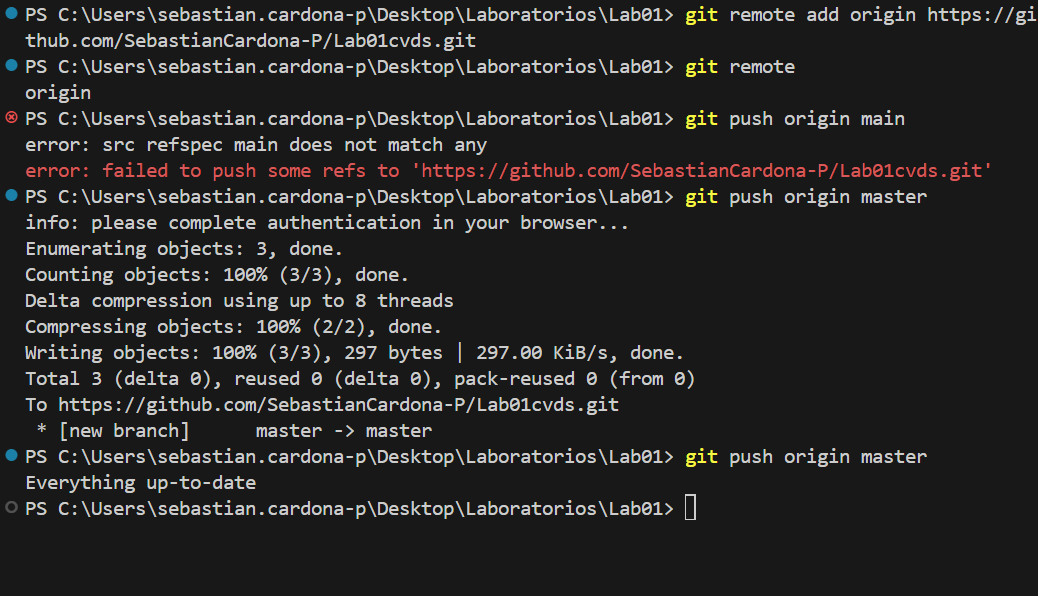 PS C:\Users\sebastian.cardona-p\Desktop\Laboratorios\Lab01> git remote add origin https://gi
thub.com/SebastianCardona-P/Lab01cvds.git
PS C:\Users\sebastian.cardona-p\Desktop\Laboratorios\Lab01> git remote
origin
PS C:\Users\sebastian.cardona-p\Desktop\Laboratorios\Lab01> git push origin main
error: src refspec main does not match any
error: failed to push some refs to 'https://github.com/SebastianCardona-P/Lab01cvds.git'
PS C:\Users\sebastian.cardona-p\Desktop\Laboratorios\Lab01> git push origin master
info: please complete authentication in your browser...
Enumerating objects: 3, done.
Counting objects: 100% (3/3), done.
Delta compression using up to 8 threads
Compressing objects: 100% (2/2), done.
Writing objects: 100% (3/3), 297 bytes | 297.00 KiB/s, done.
Total 3 (delta 0), reused 0 (delta 0), pack-reused 0 (from 0)
To https://github.com/SebastianCardona-P/Lab01cvds.git
 * [new branch]      master -> master
PS C:\Users\sebastian.cardona-p\Desktop\Laboratorios\Lab01> git push origin master
Everything up-to-date
PS C:\Users\sebastian.cardona-p\Desktop\Laboratorios\Lab01>